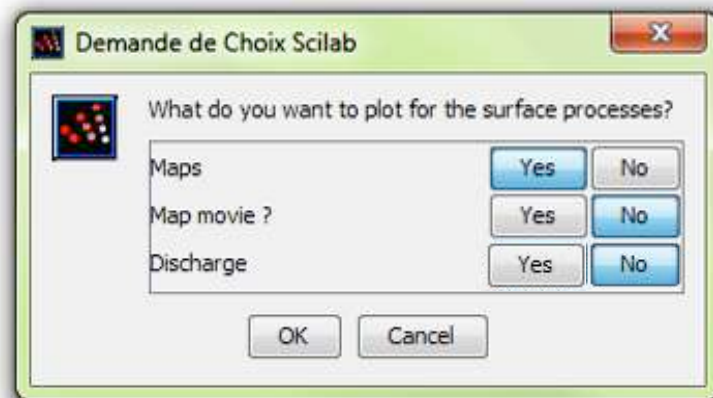 Demande de Choix Scilab
What do you want to plot for the surface processes?
Maps Yes No
Map movie ? Yes No
Discharge Yes No
OK Cancel